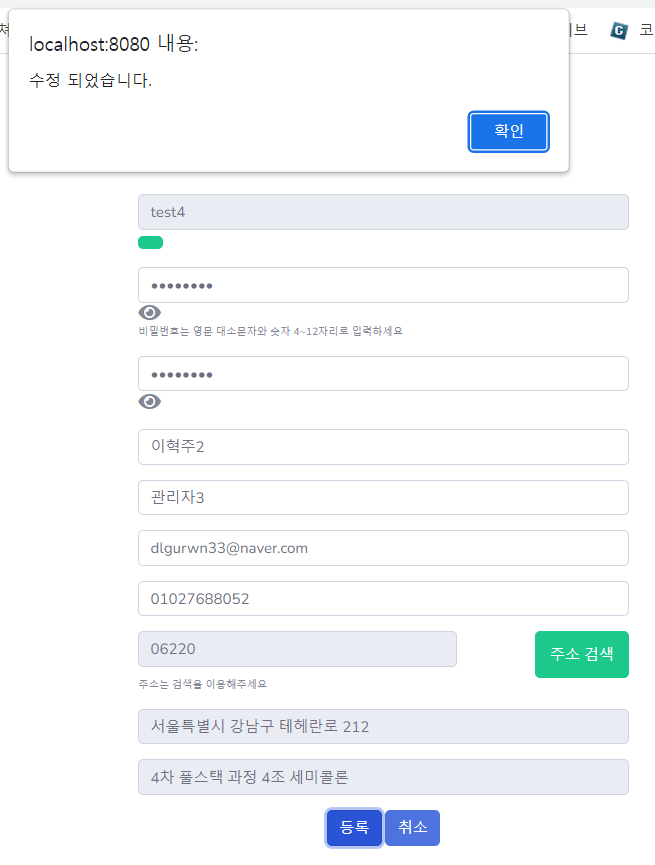 localhost:8080 내용:
수정 되었습니다.
확인
이브
C 코
test4
••••••••
비밀번호는 영문 대소문자와 숫자 4~12자리로 입력하세요
••••••••
이혁주2
관리자3
dlgurwn33@naver.com
01027688052
06220
주소 검색
주소는 검색을 이용해주세요
서울특별시 강남구 테헤란로 212
4차 풀스택 과정 4조 세미콜론
등록 취소